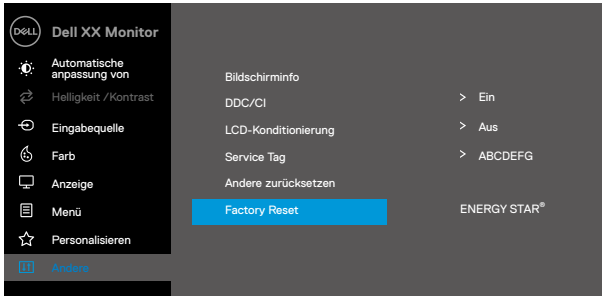 DELL
Dell XX Monitor
Automatische
anpassung von
Helligkeit /Kontrast
Eingabequelle
Farb
Anzeige
Menü
Personalisieren
Andere
Bildschirminfo
DDC/CI > Ein
LCD-Konditionierung > Aus
Service Tag > ABCDEFG
Andere zurücksetzen
Factory Reset ENERGY STAR®